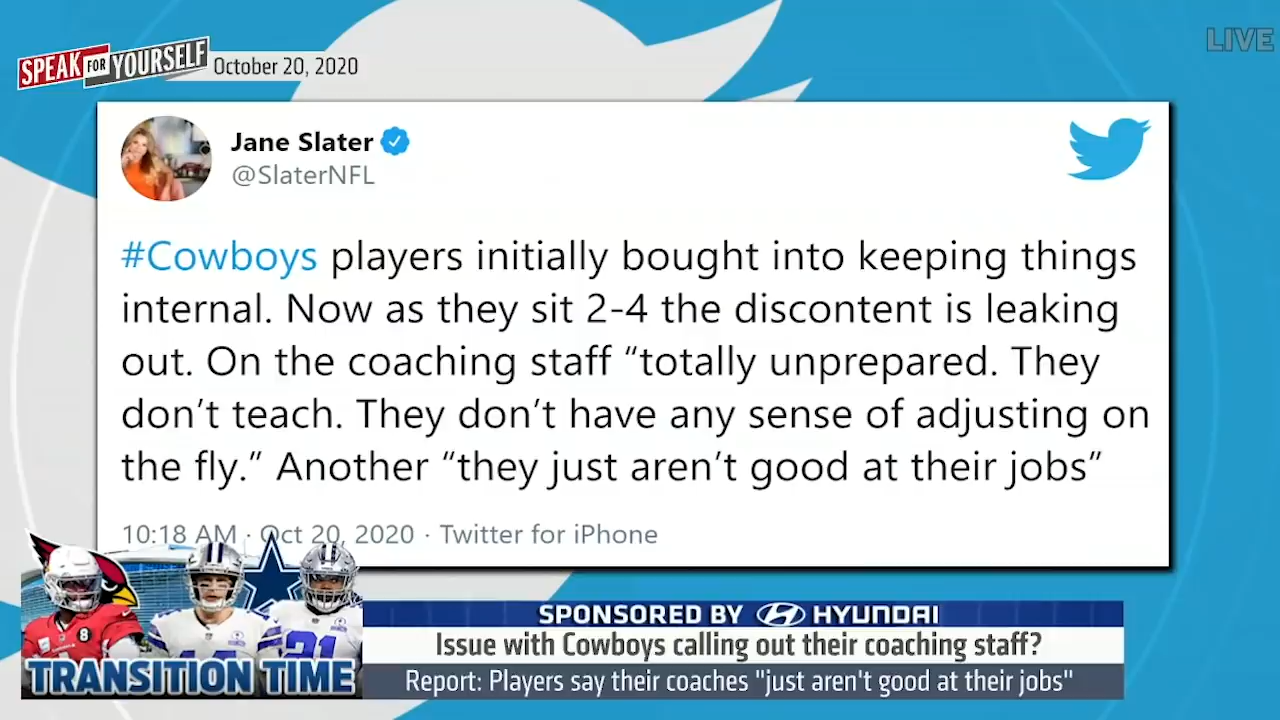 SPEAK FOR YOURSELF
October 20, 2020
LIVE
Jane Slater
@SlaterNFL
#Cowboys players initially bought into keeping things
internal. Now as they sit 2-4 the discontent is leaking
out. On the coaching staff “totally unprepared. They
don’t teach. They don’t have any sense of adjusting on
the fly.” Another “they just aren’t good at their jobs”
10:18 AM · Oct 20, 2020 · Twitter for iPhone
8
21
TRANSITION TIME
SPONSORED BY HYUNDAI
Issue with Cowboys calling out their coaching staff?
Report: Players say their coaches "just aren't good at their jobs"